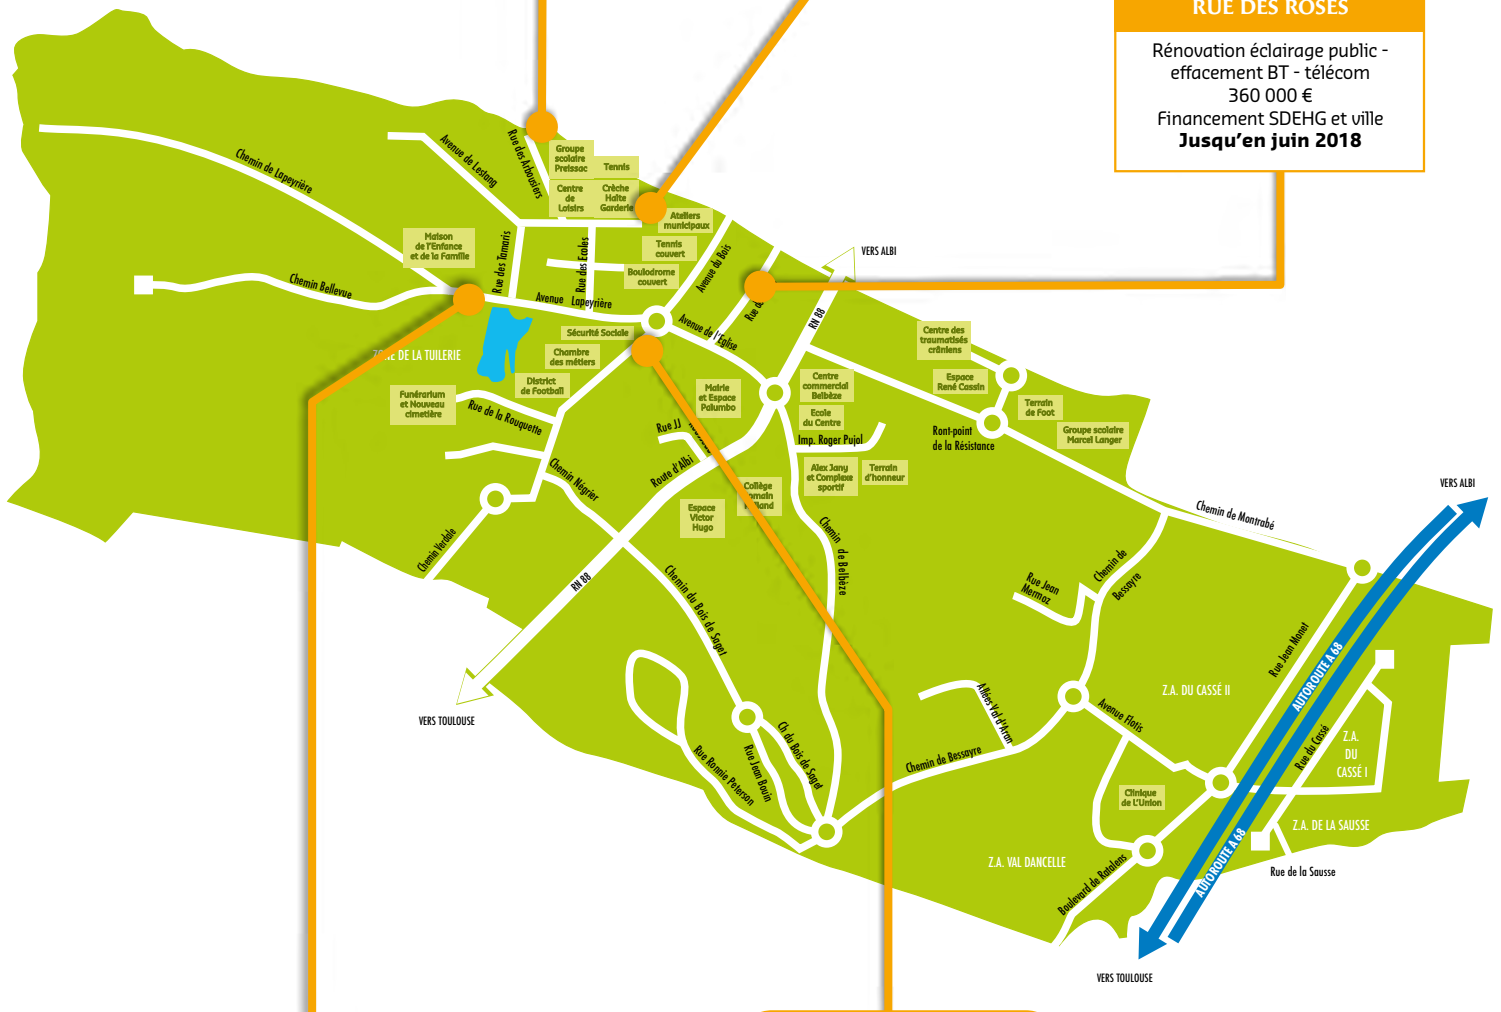 RUE DES ROSES
Rénovation éclairage public -
effacement BT - télécom
360 000 €
Financement SDEHG et ville
Jusqu'en juin 2018
Chemin de Lapeyrière
Avenue de Lestang
Rue des Arbousiers
Groupe
scolaire
Preissac
Tennis
Centre
de
Loisirs
Crèche
Halte
Garderie
Ateliers
municipaux
Maison
de l'Enfance
et de la Famille
Rue des Tamaris
Rue des Ecoles
Tennis
couvert
Boulodrome
couvert
Avenue du Bois
VERS ALBI
Chemin Bellevue
Avenue Lapeyrière
Rue
RN 88
Avenue de l'Eglise
Sécurité Sociale
ZONE DE LA TUILERIE
Chambre
des métiers
District
de Football
Centre des
traumatisés
crâniens
Espace
René Cassin
Terrain
de Foot
Groupe scolaire
Marcel Langer
Funérarium
et Nouveau
cimetière
Rue de la Rouquette
Mairie
et Espace
Palumbo
Centre
commercial
Belbèze
Ecole
du Centre
Rue JJ
Imp. Roger Pujol
Ront-point
de la Résistance
Route d'Albi
Chemin Négrier
Alex Jany
et Complexe
sportif
Terrain
d'honneur
Collège
Espace
Victor
Hugo
Chemin de Belbèze
Chemin de Montrabé
VERS ALBI
Chemin Verdale
RN 88
Chemin du Bois de Saget
Rue Jean
Mermoz
Chemin de
Bessayre
Rue Jean Monet
AUTOROUTE A 68
Z.A. DU CASSÉ II
VERS TOULOUSE
Allées Val d'Aran
Avenue Flotis
Rue Ronnie Peterson
Rue Jean Bouin
Ch du Bois de Saget
Chemin de Bessayre
Rue du Cassé
Z.A.
DU
CASSÉ I
Clinique
de L'Union
Z.A. DE LA SAUSSE
Z.A. VAL DANCELLE
Boulevard de Ratalens
AUTOROUTE A 68
Rue de la Sausse
VERS TOULOUSE